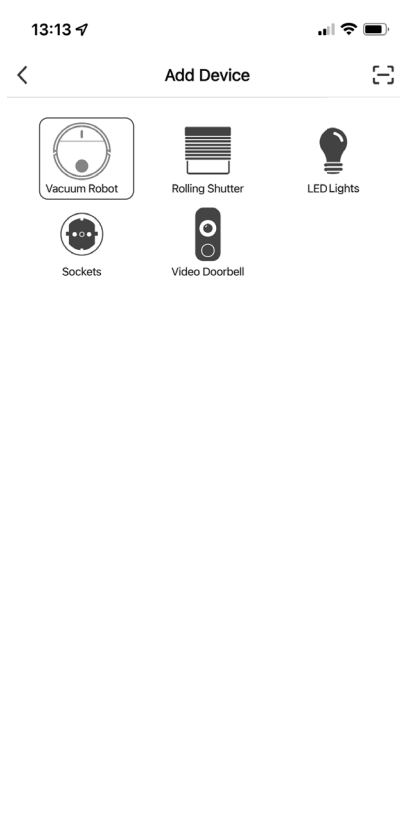 13:13
Add Device
Vacuum Robot
Rolling Shutter
LED Lights
Sockets
Video Doorbell